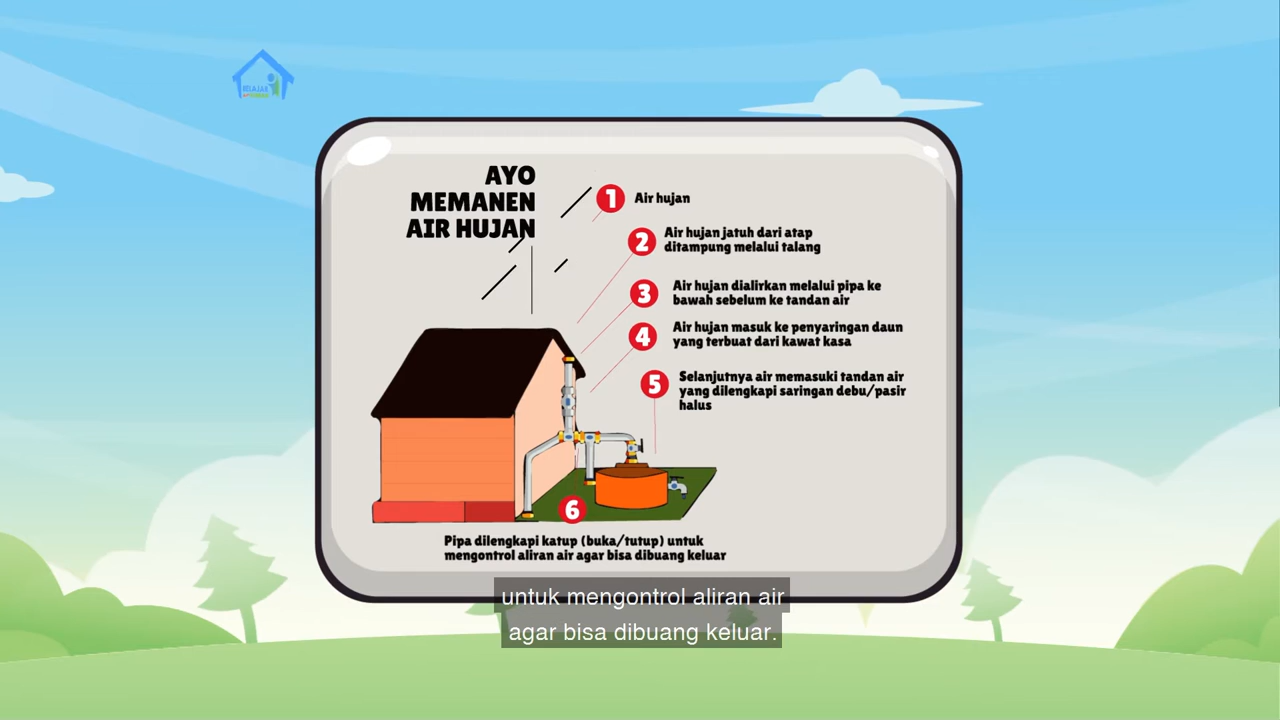 BELAJAR
AYO
MEMANEN
AIR HUJAN
1
Air hujan
2
Air hujan jatuh dari atap
ditampung melalui talang
3
Air hujan dialirkan melalui pipa ke
bawah sebelum ke tandan air
4
Air hujan masuk ke penyaringan daun
yang terbuat dari kawat kasa
5
Selanjutnya air memasuki tandan air
yang dilengkapi saringan debu/pasir
halus
6
Pipa dilengkapi katup (buka/tutup) untuk
mengontrol aliran air agar bisa dibuang keluar
untuk mengontrol aliran air
agar bisa dibuang keluar.